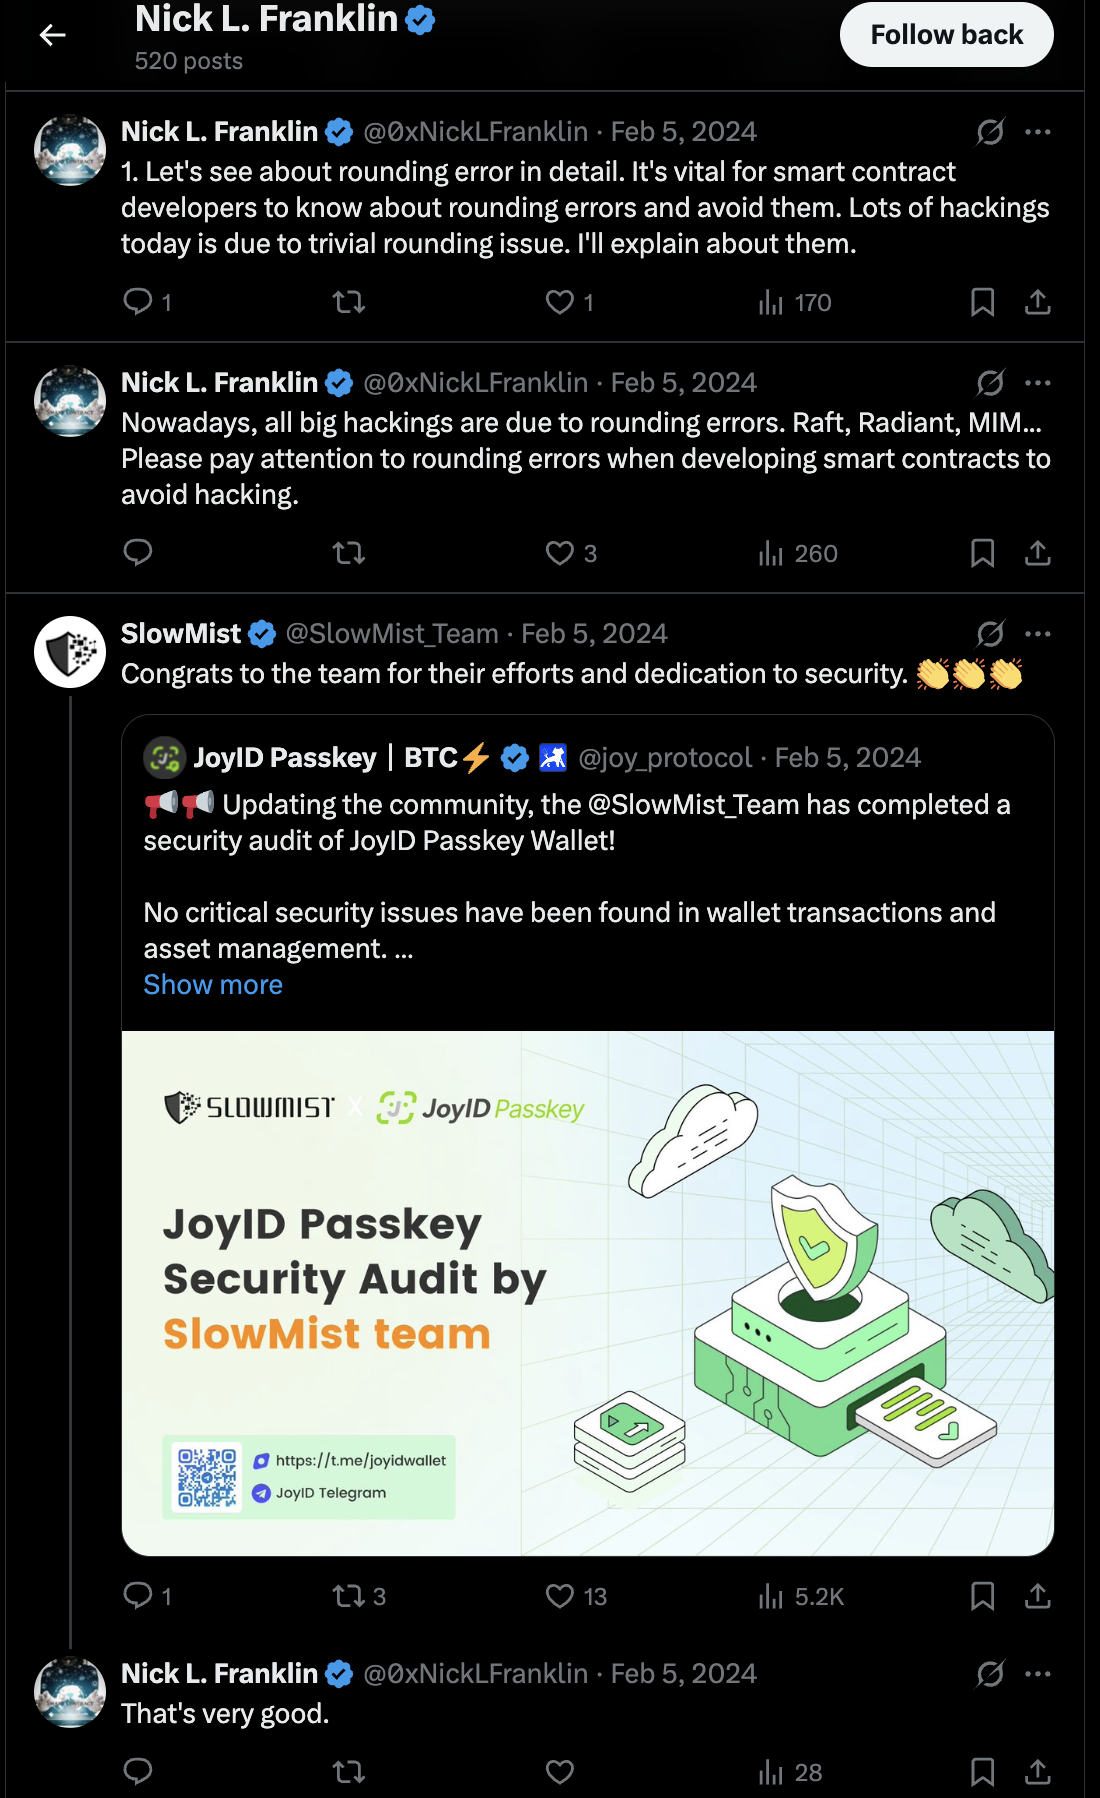 Nick L. Franklin
520 posts
Follow back
Nick L. Franklin @0xNickLFranklin · Feb 5, 2024
1. Let's see about rounding error in detail. It's vital for smart contract
developers to know about rounding errors and avoid them. Lots of hackings
today is due to trivial rounding issue. I'll explain about them.
1 1 170
Nick L. Franklin @0xNickLFranklin · Feb 5, 2024
Nowadays, all big hackings are due to rounding errors. Raft, Radiant, MIM...
Please pay attention to rounding errors when developing smart contracts to
avoid hacking.
3 260
SlowMist @SlowMist_Team · Feb 5, 2024
Congrats to the team for their efforts and dedication to security. 👏👏👏
JoyID Passkey | BTC⚡ @joy_protocol · Feb 5, 2024
📢📢 Updating the community, the @SlowMist_Team has completed a
security audit of JoyID Passkey Wallet!
No critical security issues have been found in wallet transactions and
asset management. ...
Show more
SLOWMIST X JoyID Passkey
JoyID Passkey
Security Audit by
SlowMist team
https://t.me/joyidwallet
JoyID Telegram
1 3 13 5.2K
Nick L. Franklin @0xNickLFranklin · Feb 5, 2024
That's very good.
28